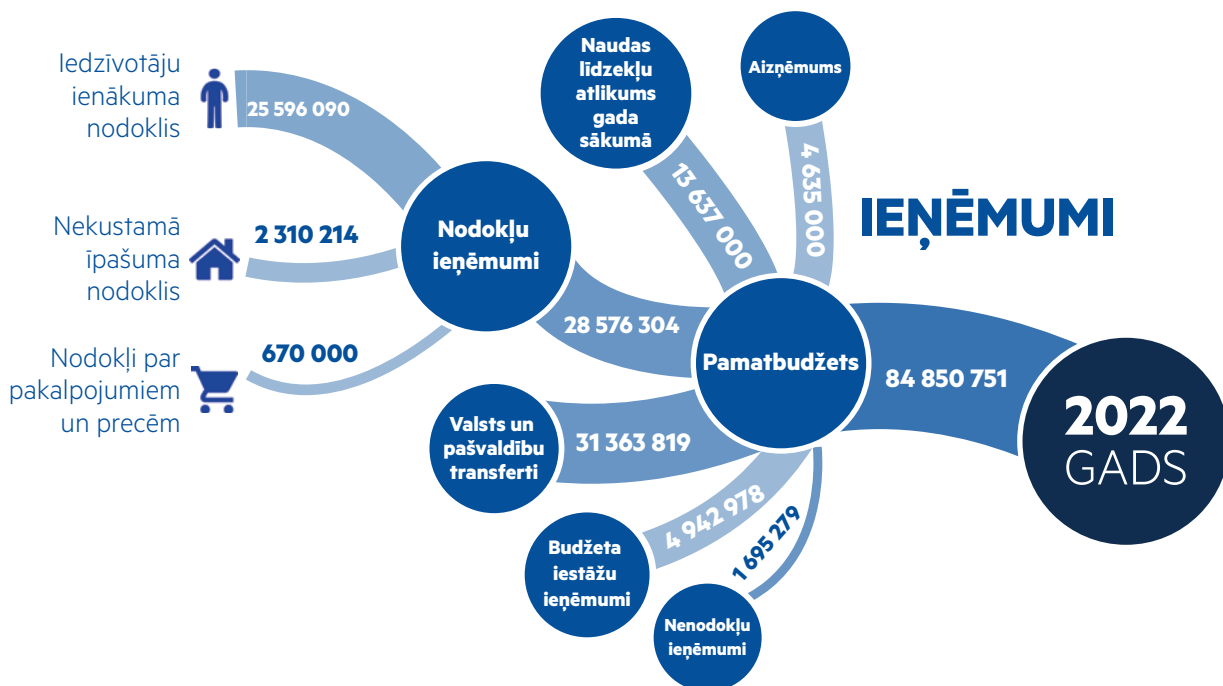 Iedzīvotāju
ienākuma
nodoklis
25 596 090
Nekustamā
īpašuma
nodoklis
2 310 214
Nodokļi par
pakalpojumiem
un precēm
670 000
Nodokļu
ieņēmumi
28 576 304
Naudas
līdzekļu
atlikums
gada
sākumā
13 637 000
Aizņēmums
4 635 000
IEŅĒMUMI
Pamatbudžets
84 850 751
2022
GADS
Valsts un
pašvaldību
transferti
31 363 819
Budžeta
iestāžu
ieņēmumi
4 942 978
Nenodokļu
ieņēmumi
1 695 279